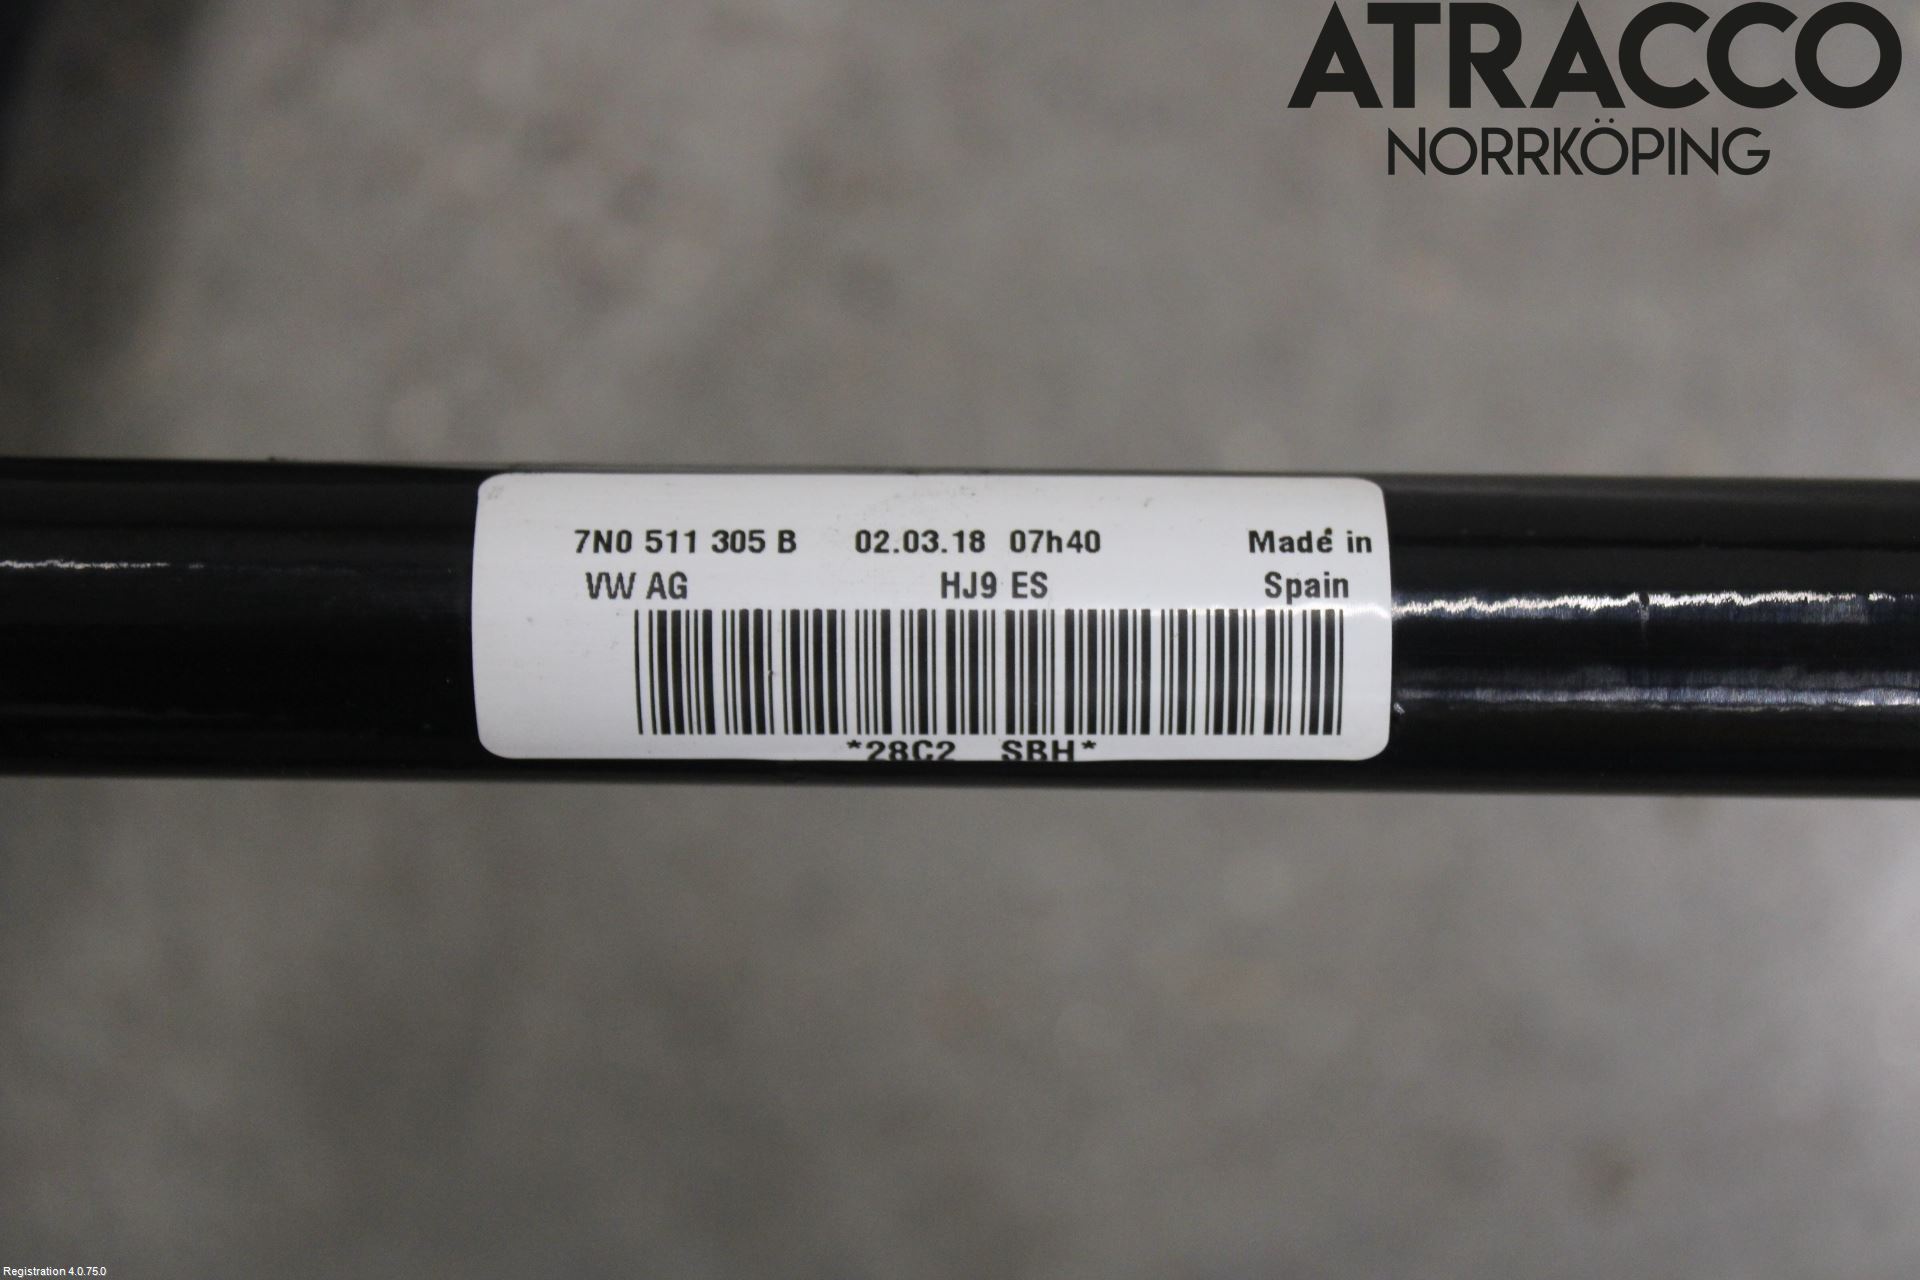 ATRACCO
NORRKÖPING
7N0 511 305 B 02.03.18 07h40 Made in
VW AG HJ9 ES Spain
*28C2 SBH*
Registration 4.0.75.0